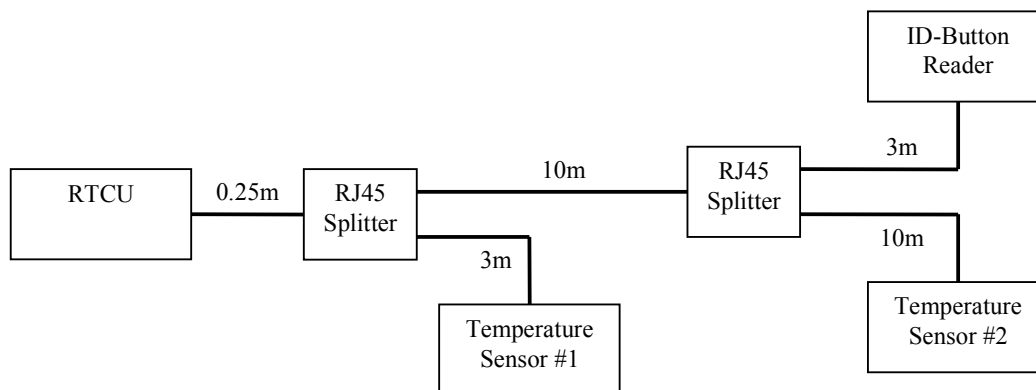 ID-Button
Reader
3m
RTCU
0.25m
RJ45
Splitter
10m
RJ45
Splitter
3m
10m
Temperature
Sensor #1
Temperature
Sensor #2